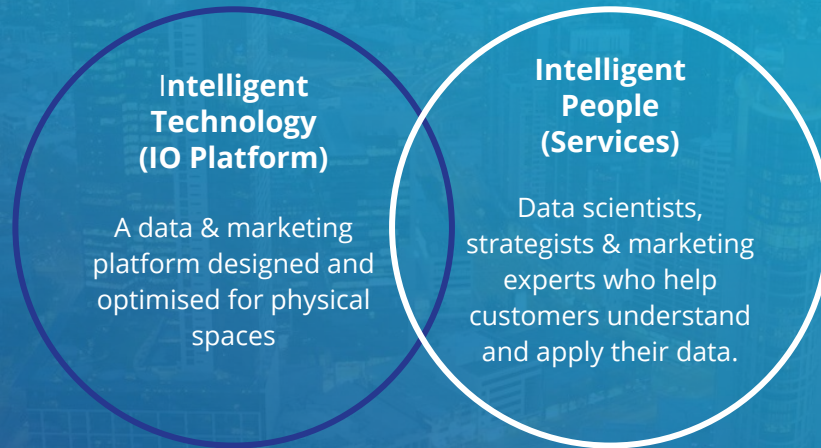 Intelligent
Technology
(IO Platform)
A data & marketing
platform designed and
optimised for physical
spaces
Intelligent
People
(Services)
Data scientists,
strategists & marketing
experts who help
customers understand
and apply their data.